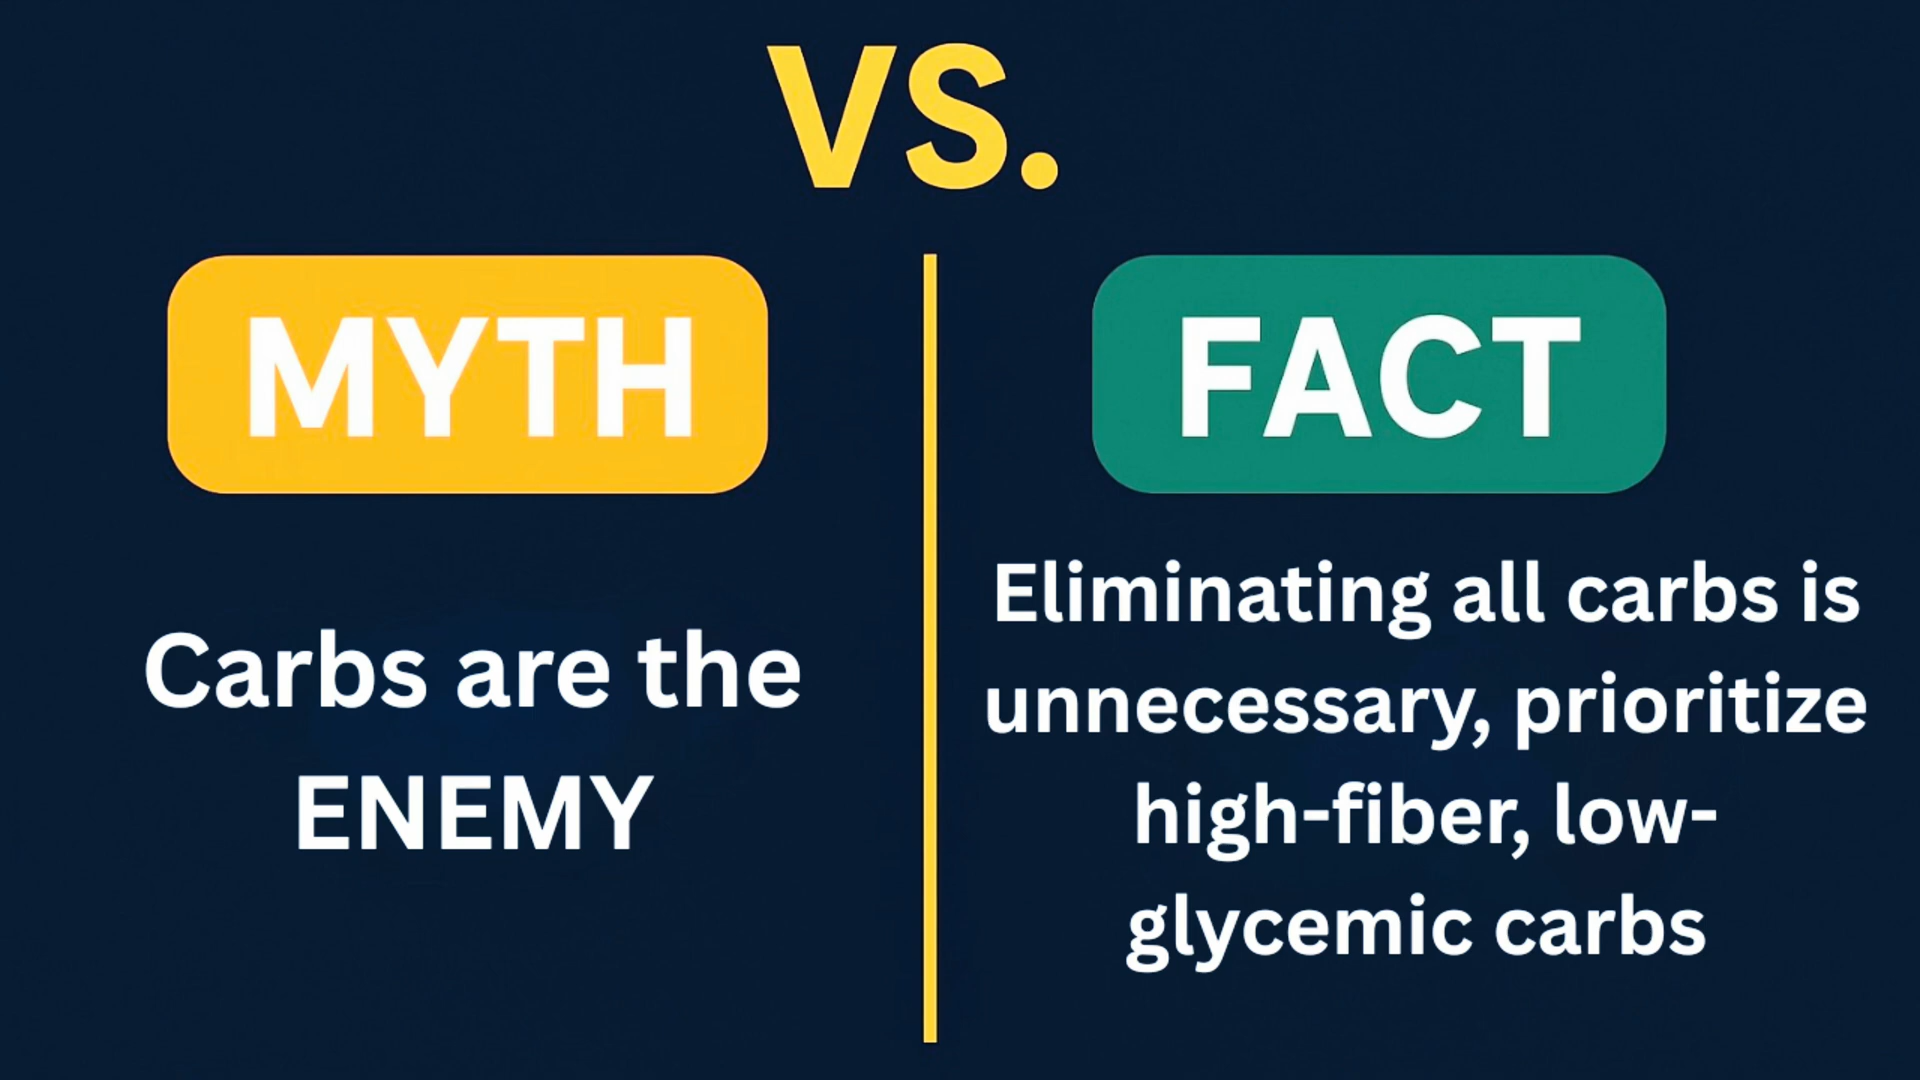 VS.
MYTH
Carbs are the
ENEMY
FACT
Eliminating all carbs is
unnecessary, prioritize
high-fiber, low-
glycemic carbs